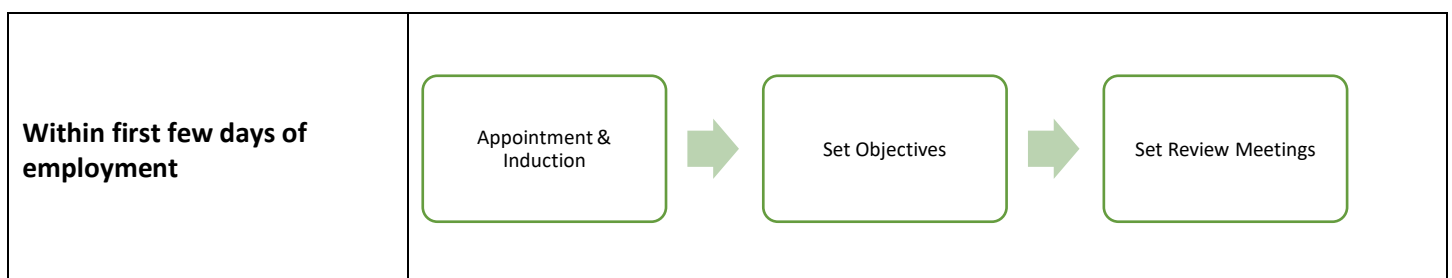 Within first few days of
employment
Appointment &
Induction
Set Objectives
Set Review Meetings